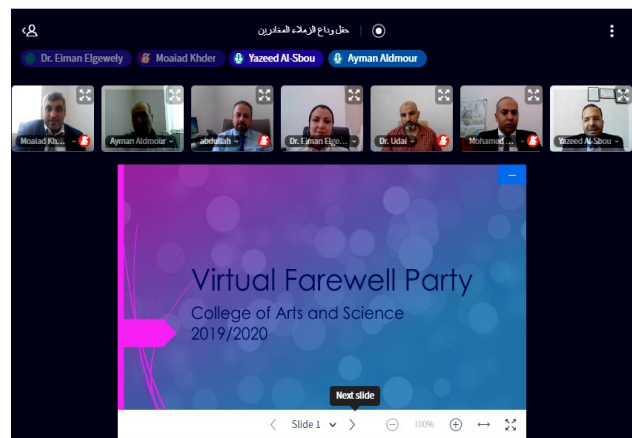 حفل وداع الزملاء المغادرين
Dr. Eiman Elgewely Moaiad Khder Yazeed Al-Sbou Ayman Aldmour
Moaiad Kh... Ayman Aldmour abdullah Dr. Eiman Elge... Dr. Udai Mohamed ... Yazeed Al-Sbou
Virtual Farewell Party
College of Arts and Science
2019/2020
Next slide
Slide 1 100%